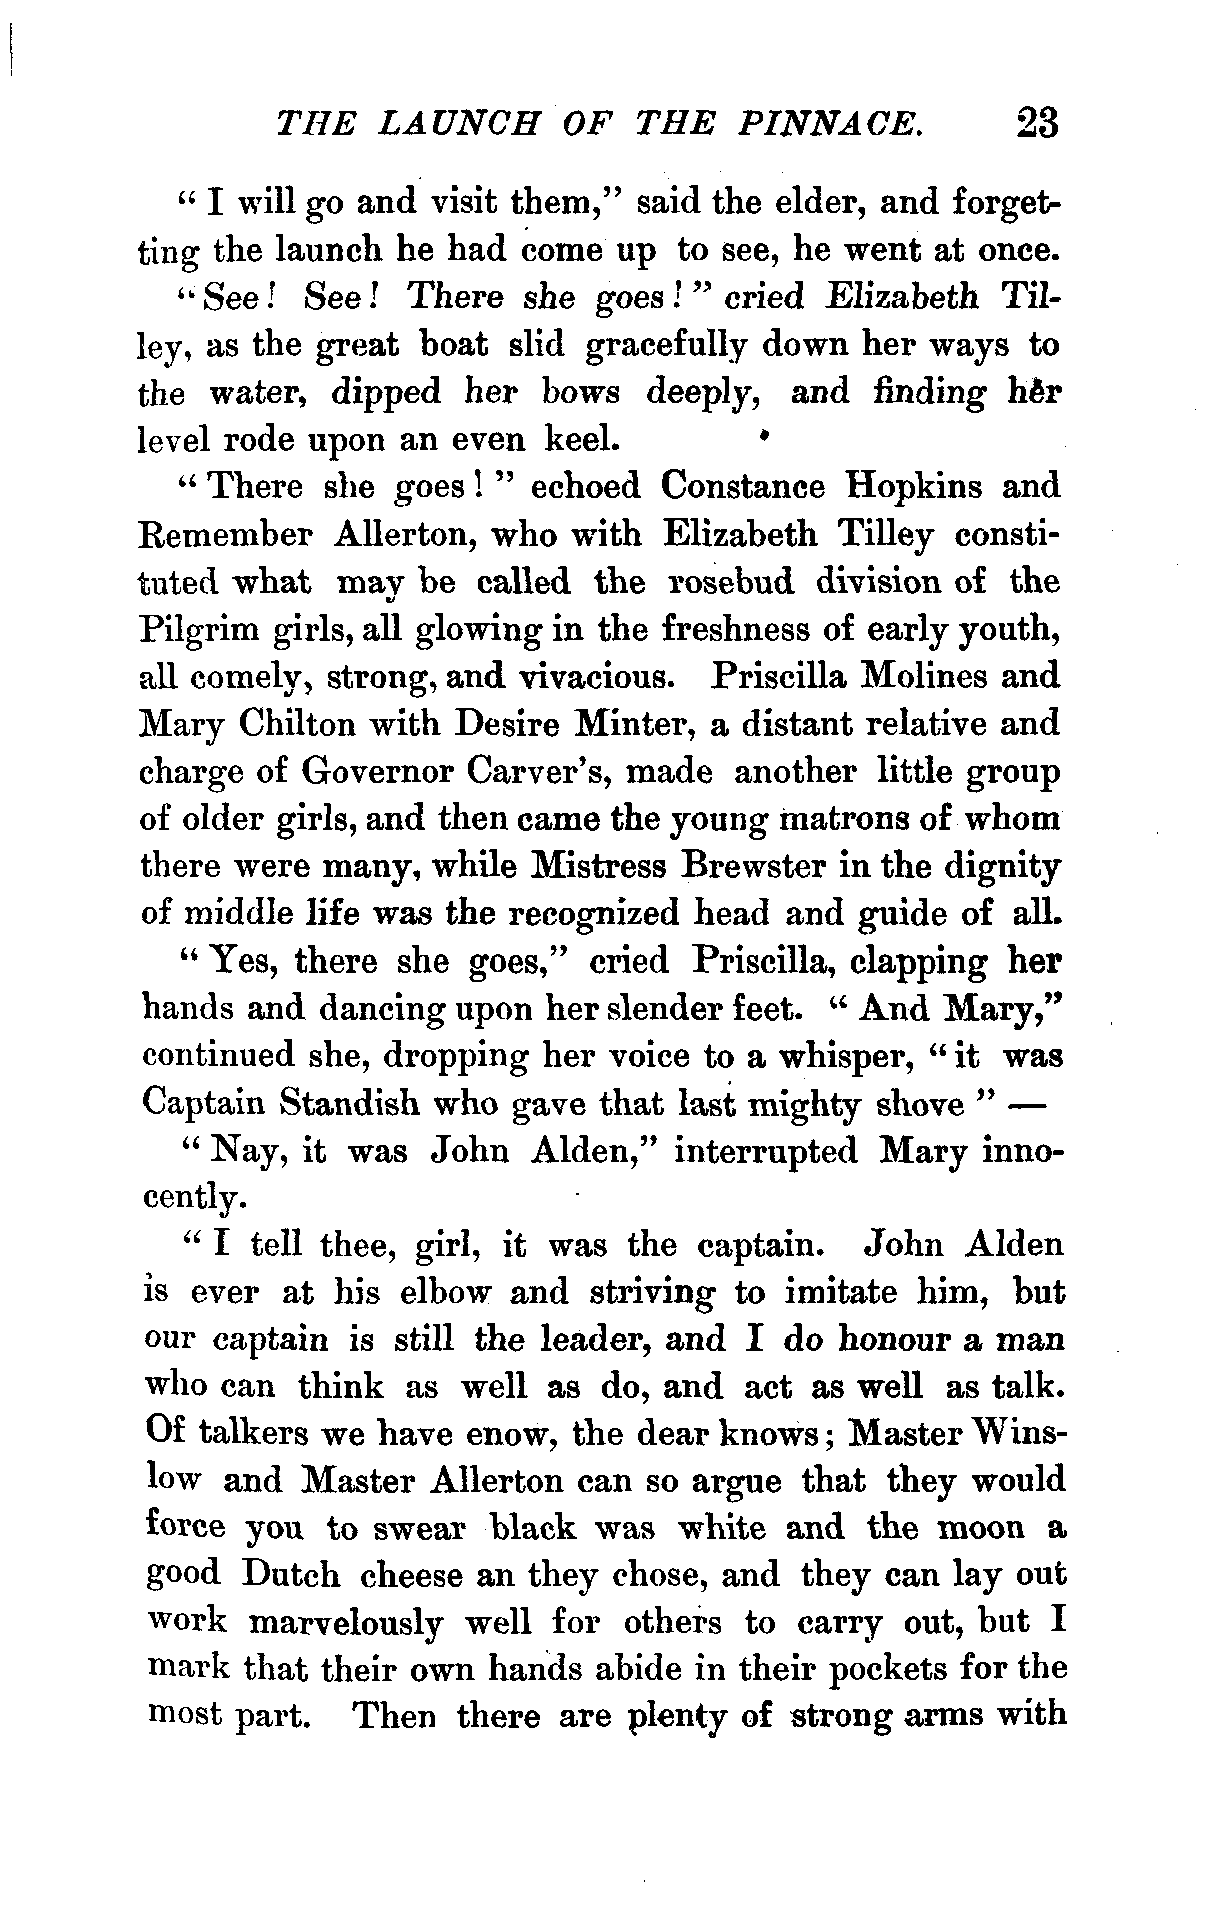 THE LAUNCH OF THE PINNACE. 23
" I will go and visit them," said the elder, and forget-
ting the launch he had come up to see, he went at once.
" See! See! There she goes!" cried Elizabeth Til-
ley, as the great boat slid gracefully down her ways to
the water, dipped her bows deeply, and finding her
level rode upon an even keel.
" There she goes!" echoed Constance Hopkins and
Remember Allerton, who with Elizabeth Tilley consti-
tuted what may be called the rosebud division of the
Pilgrim girls, all glowing in the freshness of early youth,
all comely, strong, and vivacious. Priscilla Molines and
Mary Chilton with Desire Minter, a distant relative and
charge of Governor Carver's, made another little group
of older girls, and then came the young matrons of whom
there were many, while Mistress Brewster in the dignity
of middle life was the recognized head and guide of all.
" Yes, there she goes," cried Priscilla, clapping her
hands and dancing upon her slender feet. " And Mary,"
continued she, dropping her voice to a whisper, " it was
Captain Standish who gave that last mighty shove " —
" Nay, it was John Alden," interrupted Mary inno-
cently.
" I tell thee, girl, it was the captain. John Alden
is ever at his elbow and striving to imitate him, but
our captain is still the leader, and I do honour a man
who can think as well as do, and act as well as talk.
Of talkers we have enow, the dear knows; Master Wins-
low and Master Allerton can so argue that they would
force you to swear black was white and the moon a
good Dutch cheese an they chose, and they can lay out
work marvelously well for others to carry out, but I
mark that their own hands abide in their pockets for the
most part. Then there are plenty of strong arms with